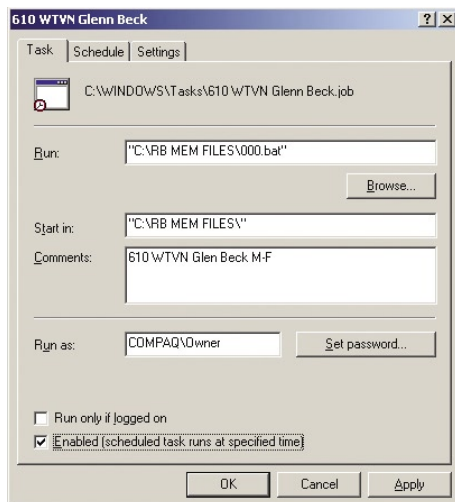 610 WTVN Glenn Beck
Task Schedule Settings
C:\WINDOWS\Tasks\610 WTVN Glenn Beck.job
Run: "C:\RB MEM FILES\000.bat"
Browse...
Start in: "C:\RB MEM FILES\"
Comments: 610 WTVN Glen Beck M-F
Run as: COMPAQ\Owner Set password...
Run only if logged on
Enabled (scheduled task runs at specified time)
OK Cancel Apply